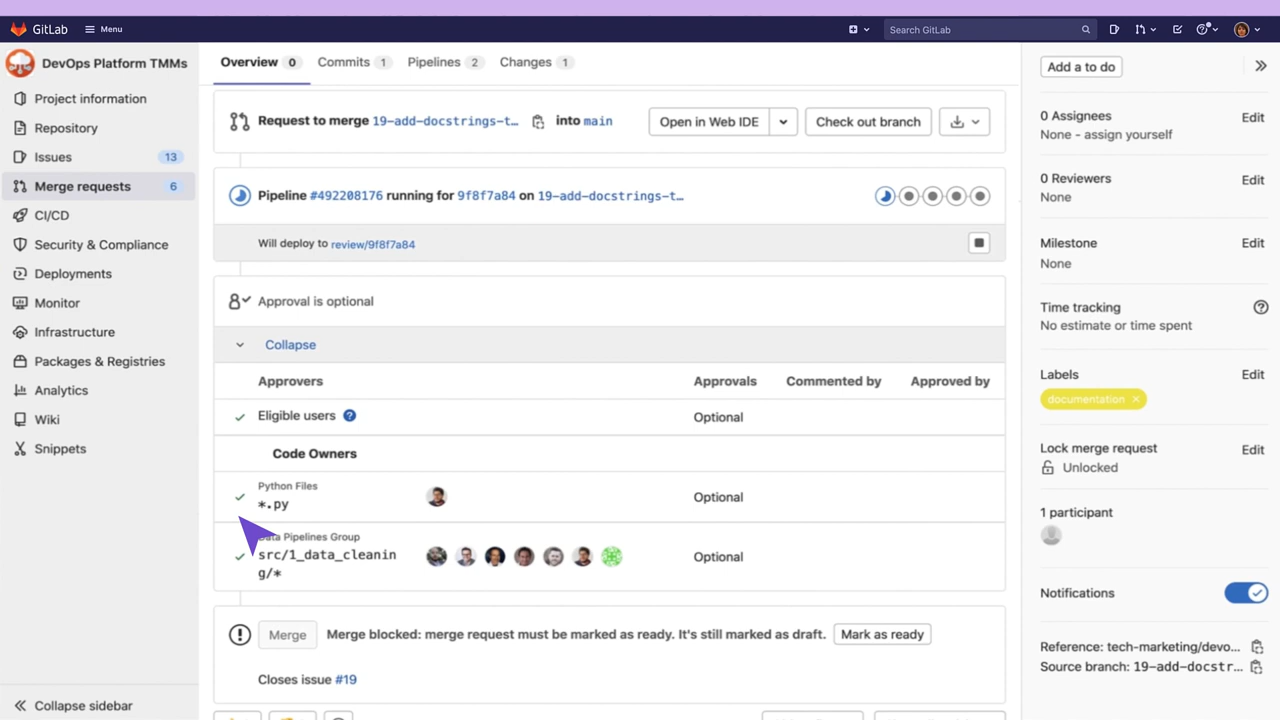 GitLab Menu Search GitLab
DevOps Platform TMMs
Project information
Repository
Issues 13
Merge requests 6
CI/CD
Security & Compliance
Deployments
Monitor
Infrastructure
Packages & Registries
Analytics
Wiki
Snippets
Collapse sidebar
Overview 0 Commits 1 Pipelines 2 Changes 1
Request to merge 19-add-docstrings-t… into main Open in Web IDE Check out branch
Pipeline #492208176 running for 9f8f7a84 on 19-add-docstrings-t…
Will deploy to review/9f8f7a84
Approval is optional
Collapse
Approvers Approvals Commented by Approved by
Eligible users ? Optional
Code Owners
Python Files
*.py Optional
Data Pipelines Group
src/1_data_cleanin Optional
g/*
Merge Merge blocked: merge request must be marked as ready. It's still marked as draft. Mark as ready
Closes issue #19
Add a to do
0 Assignees Edit
None - assign yourself
0 Reviewers Edit
None
Milestone Edit
None
Time tracking
No estimate or time spent
Labels Edit
documentation ×
Lock merge request Edit
Unlocked
1 participant
Notifications
Reference: tech-marketing/devo…
Source branch: 19-add-docstr…